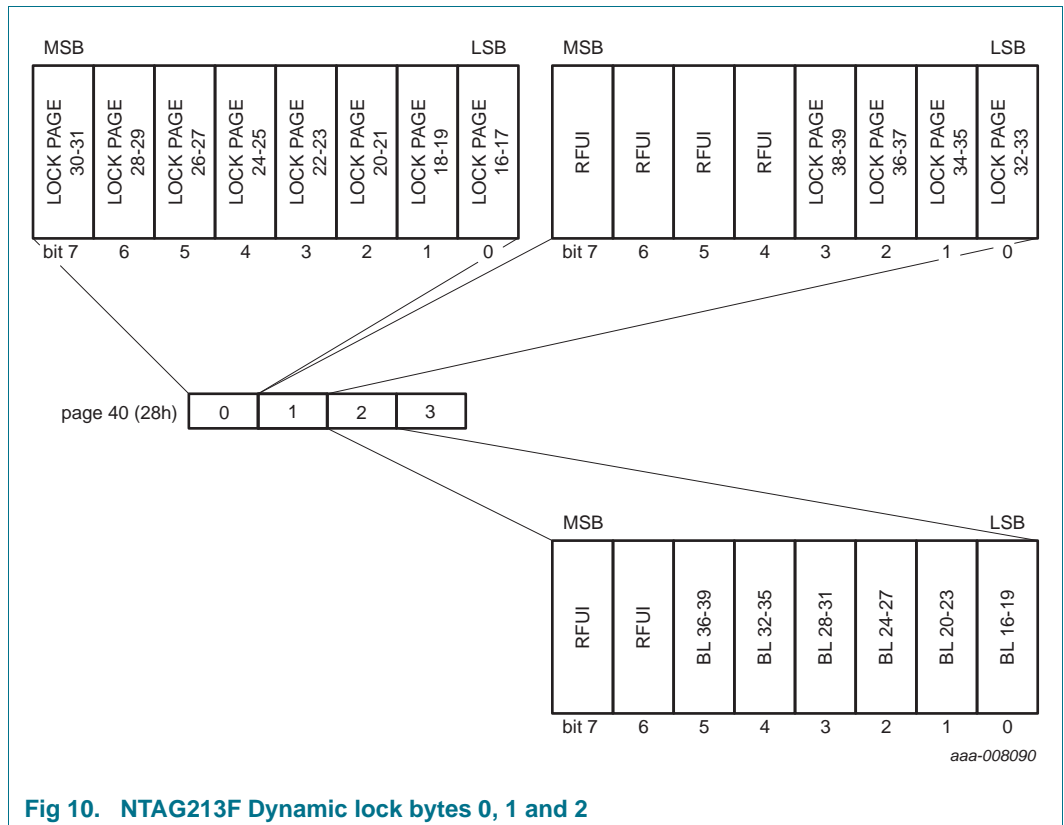 MSB LSB
LOCK PAGE 30-31
LOCK PAGE 28-29
LOCK PAGE 26-27
LOCK PAGE 24-25
LOCK PAGE 22-23
LOCK PAGE 20-21
LOCK PAGE 18-19
LOCK PAGE 16-17
bit 7 6 5 4 3 2 1 0
MSB LSB
RFUI
RFUI
RFUI
RFUI
LOCK PAGE 38-39
LOCK PAGE 36-37
LOCK PAGE 34-35
LOCK PAGE 32-33
bit 7 6 5 4 3 2 1 0
page 40 (28h) 0 1 2 3
MSB LSB
RFUI
RFUI
BL 36-39
BL 32-35
BL 28-31
BL 24-27
BL 20-23
BL 16-19
bit 7 6 5 4 3 2 1 0
aaa-008090
Fig 10. NTAG213F Dynamic lock bytes 0, 1 and 2